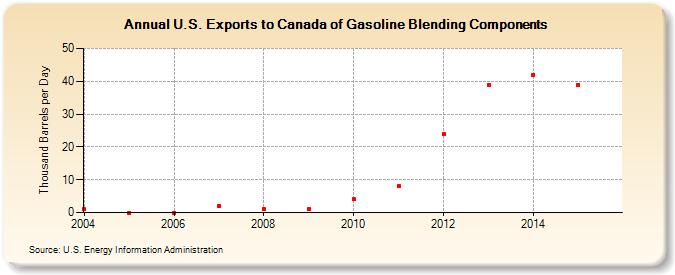 Annual U.S. Exports to Canada of Gasoline Blending Components
Thousand Barrels per Day
50
40
30
20
10
0
2004 2006 2008 2010 2012 2014
Source: U.S. Energy Information Administration